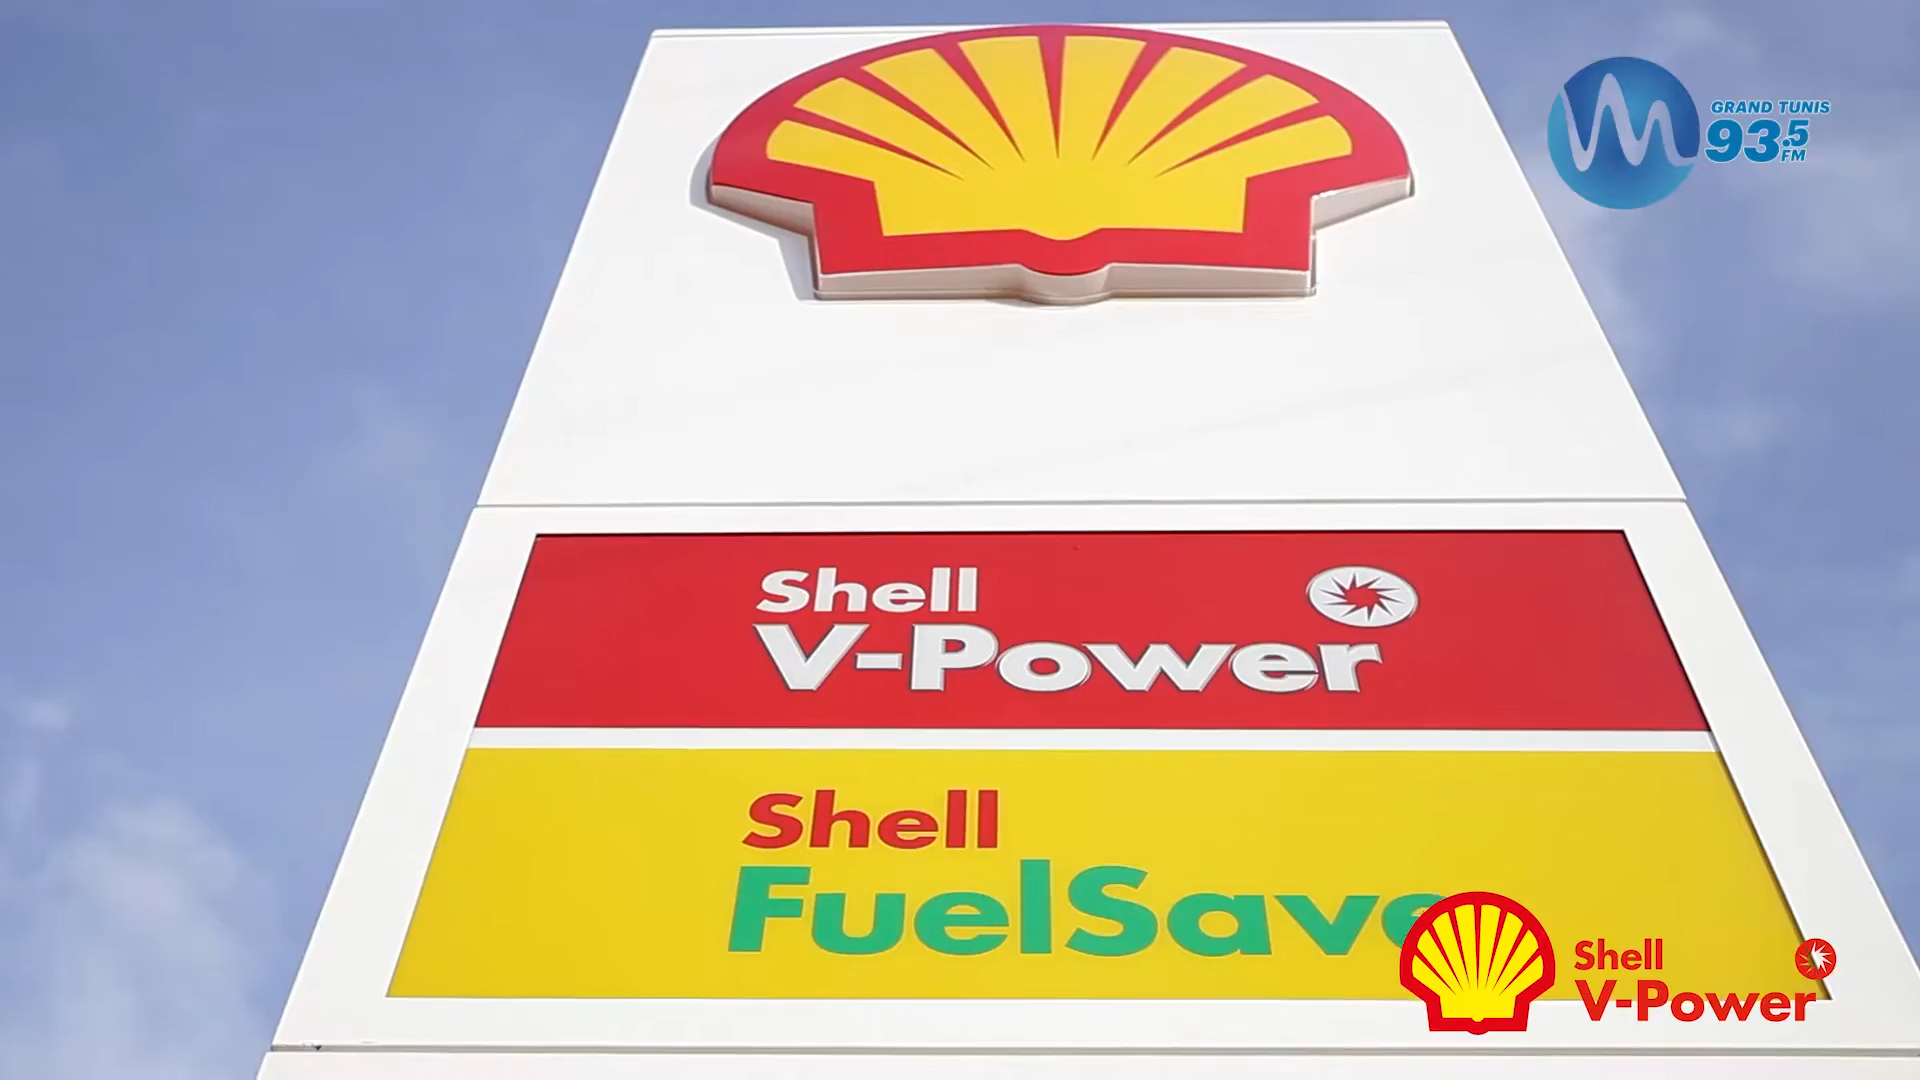 GRAND TUNIS
93.5
FM
Shell
V-Power
Shell
FuelSave
Shell
V-Power